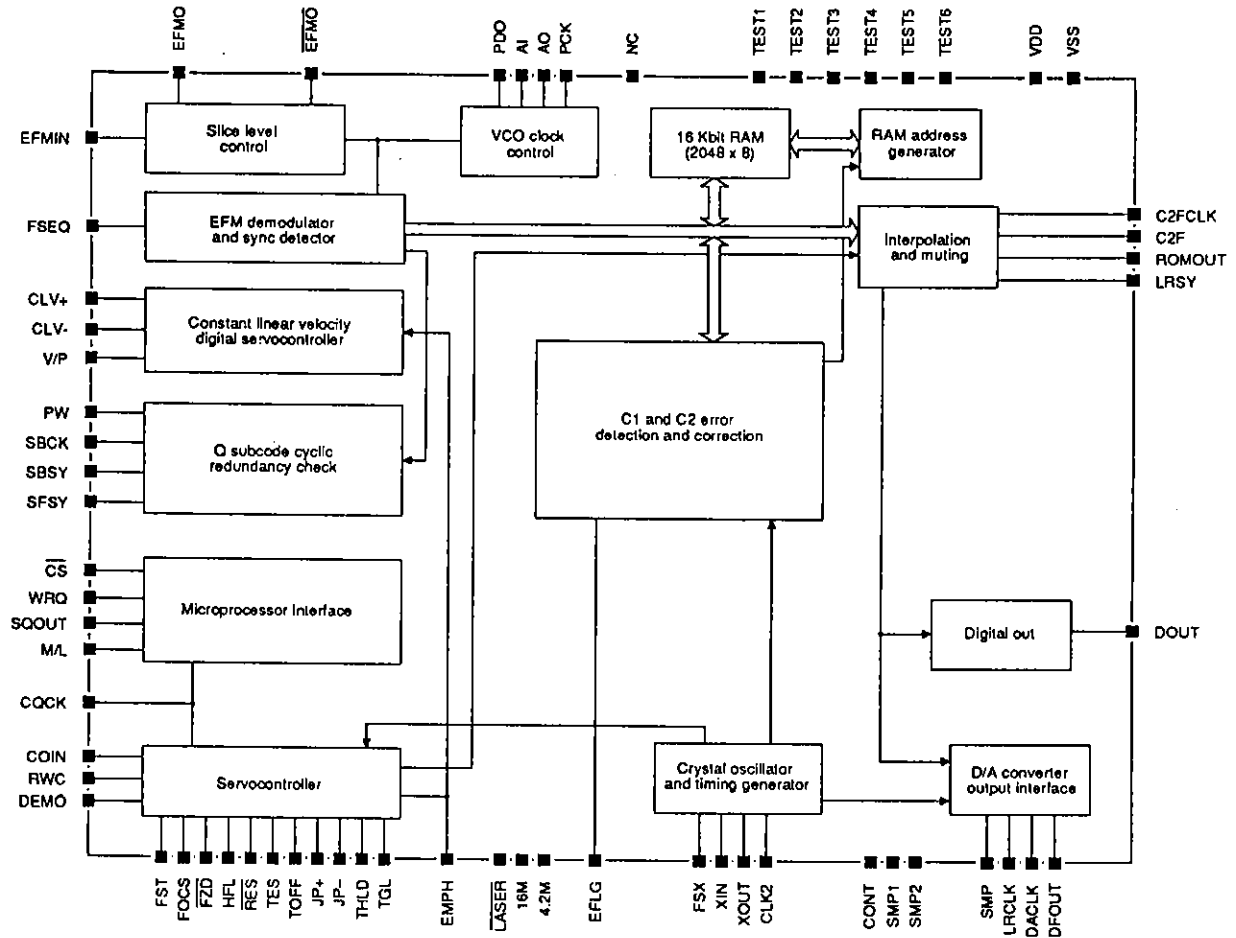 EFMO
EFMO
PDO
AI
AO
PCK
NC
TEST1
TEST2
TEST3
TEST4
TEST5
TEST6
VDD
VSS
EFMIN
Slice level
control
VCO clock
control
16 Kbit RAM
(2048 x 8)
RAM address
generator
FSEQ
EFM demodulator
and sync detector
Interpolation
and muting
C2FCLK
C2F
ROMOUT
LRSY
CLV+
CLV-
V/P
Constant linear velocity
digital servocontroller
PW
SBCK
SBSY
SFSY
Q subcode cyclic
redundancy check
C1 and C2 error
detection and correction
CS
WRQ
SQOUT
M/L
Microprocessor Interface
Digital out
DOUT
CQCK
COIN
RWC
DEMO
Servocontroller
Crystal oscillator
and timing generator
D/A converter
output interface
FST
FOCS
FZD
HFL
RES
TES
TOFF
JP+
JP-
THLD
TGL
EMPH
LASER
16M
4.2M
EFLG
FSX
XIN
XOUT
CLK2
CONT
SMP1
SMP2
SMP
LRCLK
DACLK
DFOUT